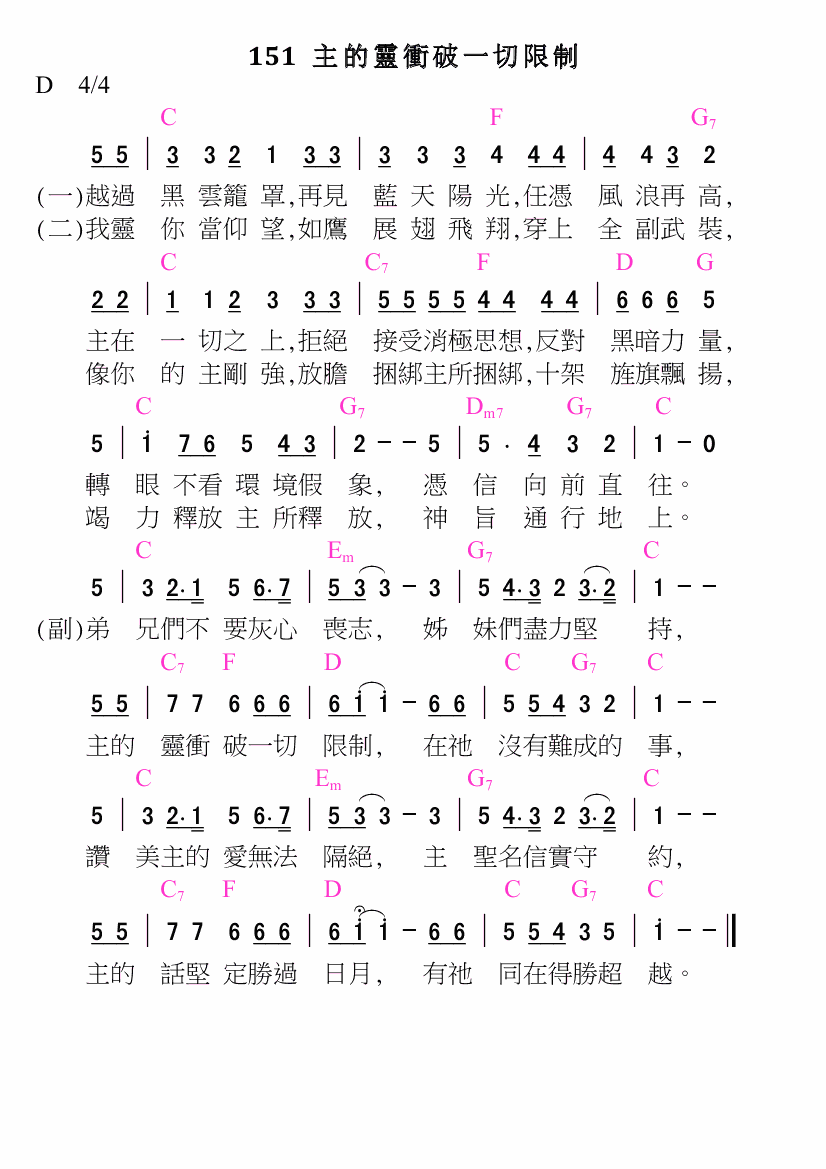 151 主的靈衝破一切限制
D 4/4
C F G7
5 5 | 3 3 2 1 3 3 | 3 3 3 4 4 4 | 4 4 3 2
(一)越過 黑 雲籠 罩,再見 藍 天 陽 光,任憑 風 浪再 高,
(二)我靈 你 當仰 望,如鷹 展 翅 飛 翔,穿上 全 副武 裝,
C C7 F D G
2 2 | 1 1 2 3 3 3 | 5 5 5 5 4 4 4 4 | 6 6 6 5
主在 一 切之 上,拒絕 接受消極思想,反對 黑暗力 量,
像你 的 主剛 強,放膽 捆綁主所捆綁,十架 旌旗飄 揚,
C G7 Dm7 G7 C
5 | i 7 6 5 4 3 | 2 - - 5 | 5 · 4 3 2 | 1 - 0
轉 眼 不看 環 境假 象, 憑 信 向 前 直 往。
竭 力 釋放 主 所釋 放, 神 旨 通 行 地 上。
C Em G7 C
5 | 3 2· 1 5 6· 7 | 5 3 3 - 3 | 5 4· 3 2 3· 2 | 1 - -
(副)弟 兄們不 要灰心 喪志, 姊 妹們盡力堅 持,
C7 F D C G7 C
5 5 | 7 7 6 6 6 | 6 i i - 6 6 | 5 5 4 3 2 | 1 - -
主的 靈衝 破一切 限制, 在祂 沒有難成的 事,
C Em G7 C
5 | 3 2· 1 5 6· 7 | 5 3 3 - 3 | 5 4· 3 2 3· 2 | 1 - -
讚 美主的 愛無法 隔絕, 主 聖名信實守 約,
C7 F D C G7 C
5 5 | 7 7 6 6 6 | 6 i i - 6 6 | 5 5 4 3 5 | i - - ‖
主的 話堅 定勝過 日月, 有祂 同在得勝超 越。